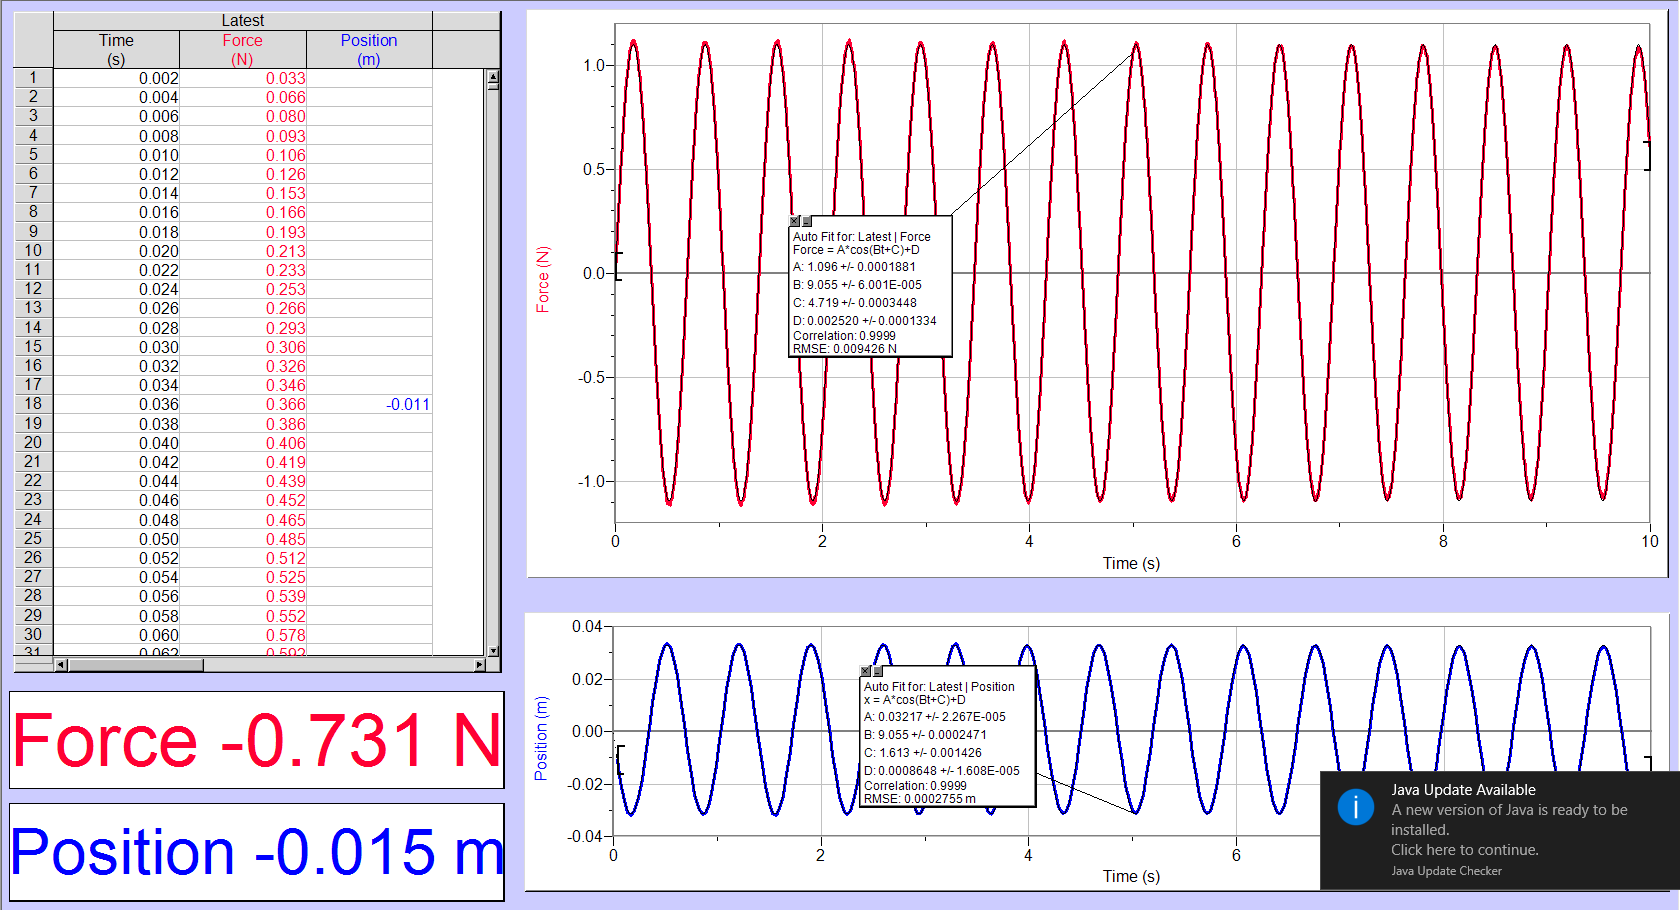 Latest
Time Force Position
(s) (N) (m)
1 0.002 0.033
2 0.004 0.066
3 0.006 0.080
4 0.008 0.093
5 0.010 0.106
6 0.012 0.126
7 0.014 0.153
8 0.016 0.166
9 0.018 0.193
10 0.020 0.213
11 0.022 0.233
12 0.024 0.253
13 0.026 0.266
14 0.028 0.293
15 0.030 0.306
16 0.032 0.326
17 0.034 0.346
18 0.036 0.366 -0.011
19 0.038 0.386
20 0.040 0.406
21 0.042 0.419
22 0.044 0.439
23 0.046 0.452
24 0.048 0.465
25 0.050 0.485
26 0.052 0.512
27 0.054 0.525
28 0.056 0.539
29 0.058 0.552
30 0.060 0.578
31 0.062 0.592
Force -0.731 N
Position -0.015 m
Force (N)
1.0
0.5
0.0
-0.5
-1.0
Auto Fit for: Latest | Force
Force = A*cos(Bt+C)+D
A: 1.096 +/- 0.0001881
B: 9.055 +/- 6.001E-005
C: 4.719 +/- 0.0003448
D: 0.002520 +/- 0.0001334
Correlation: 0.9999
RMSE: 0.009426 N
0 2 4 6 8 10
Time (s)
Position (m)
0.04
0.02
0.00
-0.02
-0.04
Auto Fit for: Latest | Position
x = A*cos(Bt+C)+D
A: 0.03217 +/- 2.267E-005
B: 9.055 +/- 0.0002471
C: 1.613 +/- 0.001426
D: 0.0008648 +/- 1.608E-005
Correlation: 0.9999
RMSE: 0.0002755 m
0 2 4 6
Time (s)
Java Update Available
A new version of Java is ready to be
installed.
Click here to continue.
Java Update Checker